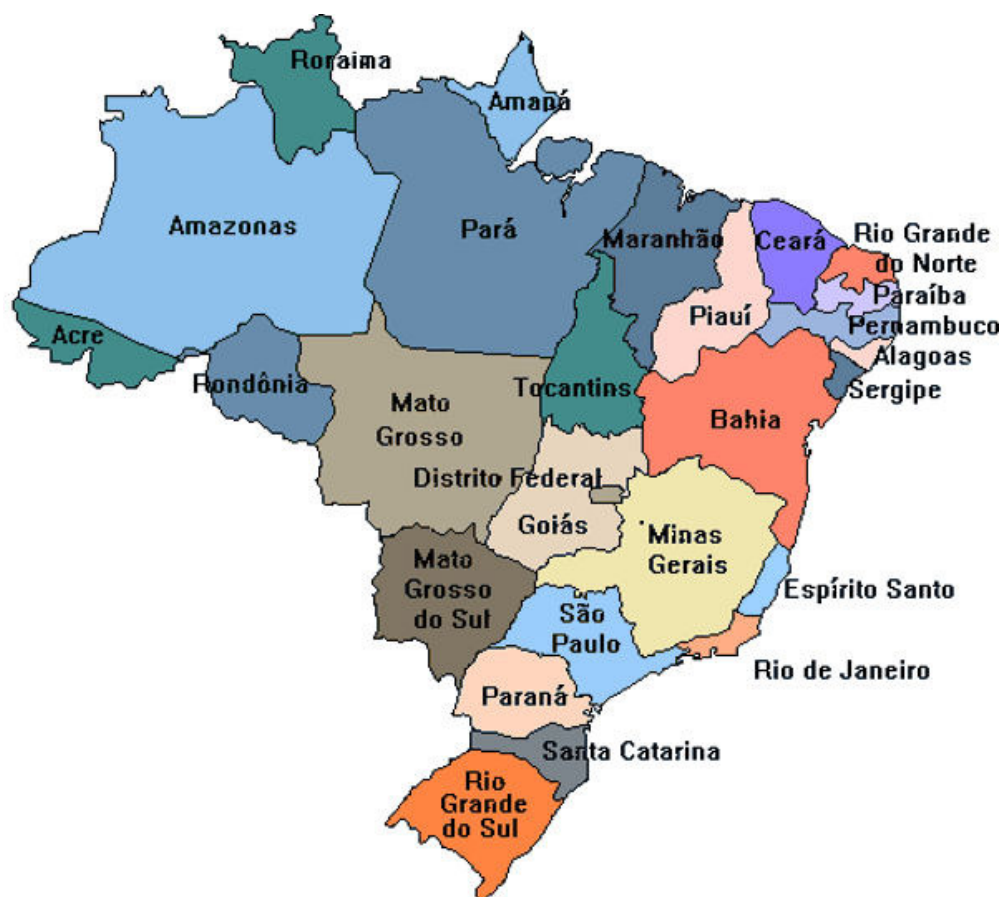 Roraima
Amapá
Amazonas
Pará
Maranhão
Ceará
Rio Grande
do Norte
Paraíba
Piauí
Pernambuco
Alagoas
Acre
Rondônia
Tocantins
Sergipe
Mato
Grosso
Bahia
Distrito Federal
Goiás
Minas
Gerais
Mato
Grosso
do Sul
Espírito Santo
São
Paulo
Rio de Janeiro
Paraná
Santa Catarina
Rio
Grande
do Sul